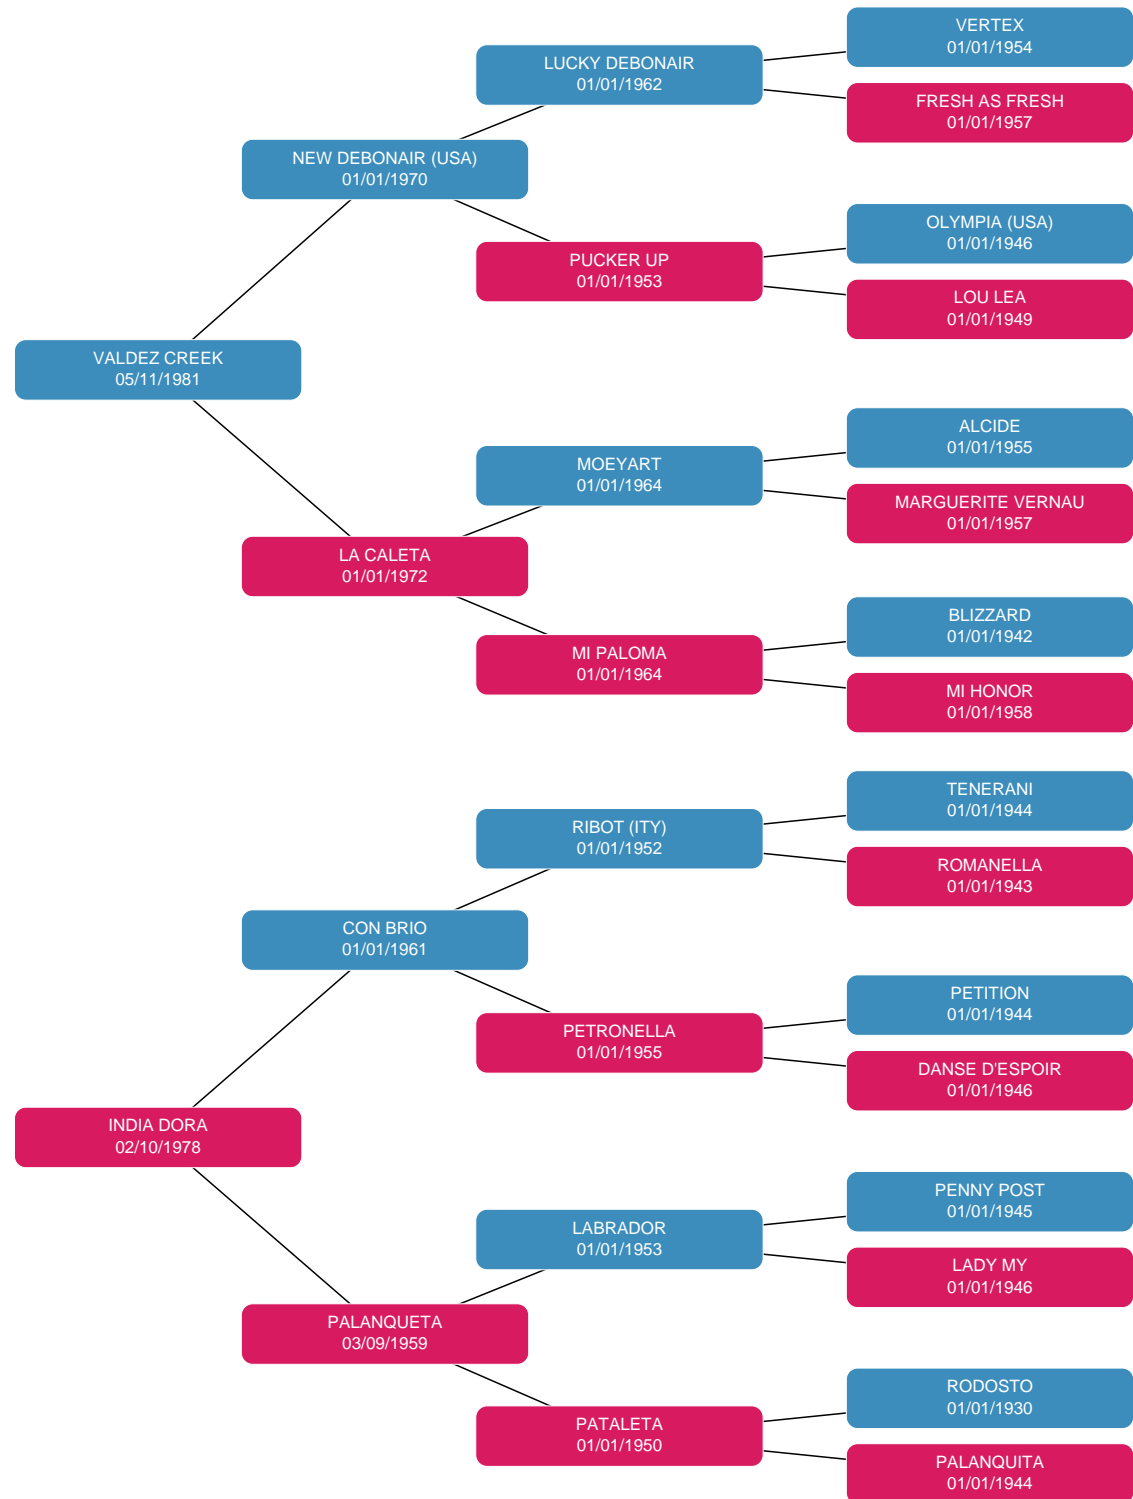 VERTEX
01/01/1954
LUCKY DEBONAIR
01/01/1962
FRESH AS FRESH
01/01/1957
NEW DEBONAIR (USA)
01/01/1970
OLYMPIA (USA)
01/01/1946
PUCKER UP
01/01/1953
LOU LEA
01/01/1949
VALDEZ CREEK
05/11/1981
ALCIDE
01/01/1955
MOEYART
01/01/1964
MARGUERITE VERNAU
01/01/1957
LA CALETA
01/01/1972
BLIZZARD
01/01/1942
MI PALOMA
01/01/1964
MI HONOR
01/01/1958
TENERANI
01/01/1944
RIBOT (ITY)
01/01/1952
ROMANELLA
01/01/1943
CON BRIO
01/01/1961
PETITION
01/01/1944
PETRONELLA
01/01/1955
DANSE D'ESPOIR
01/01/1946
INDIA DORA
02/10/1978
PENNY POST
01/01/1945
LABRADOR
01/01/1953
LADY MY
01/01/1946
PALANQUETA
03/09/1959
RODOSTO
01/01/1930
PATALETA
01/01/1950
PALANQUITA
01/01/1944